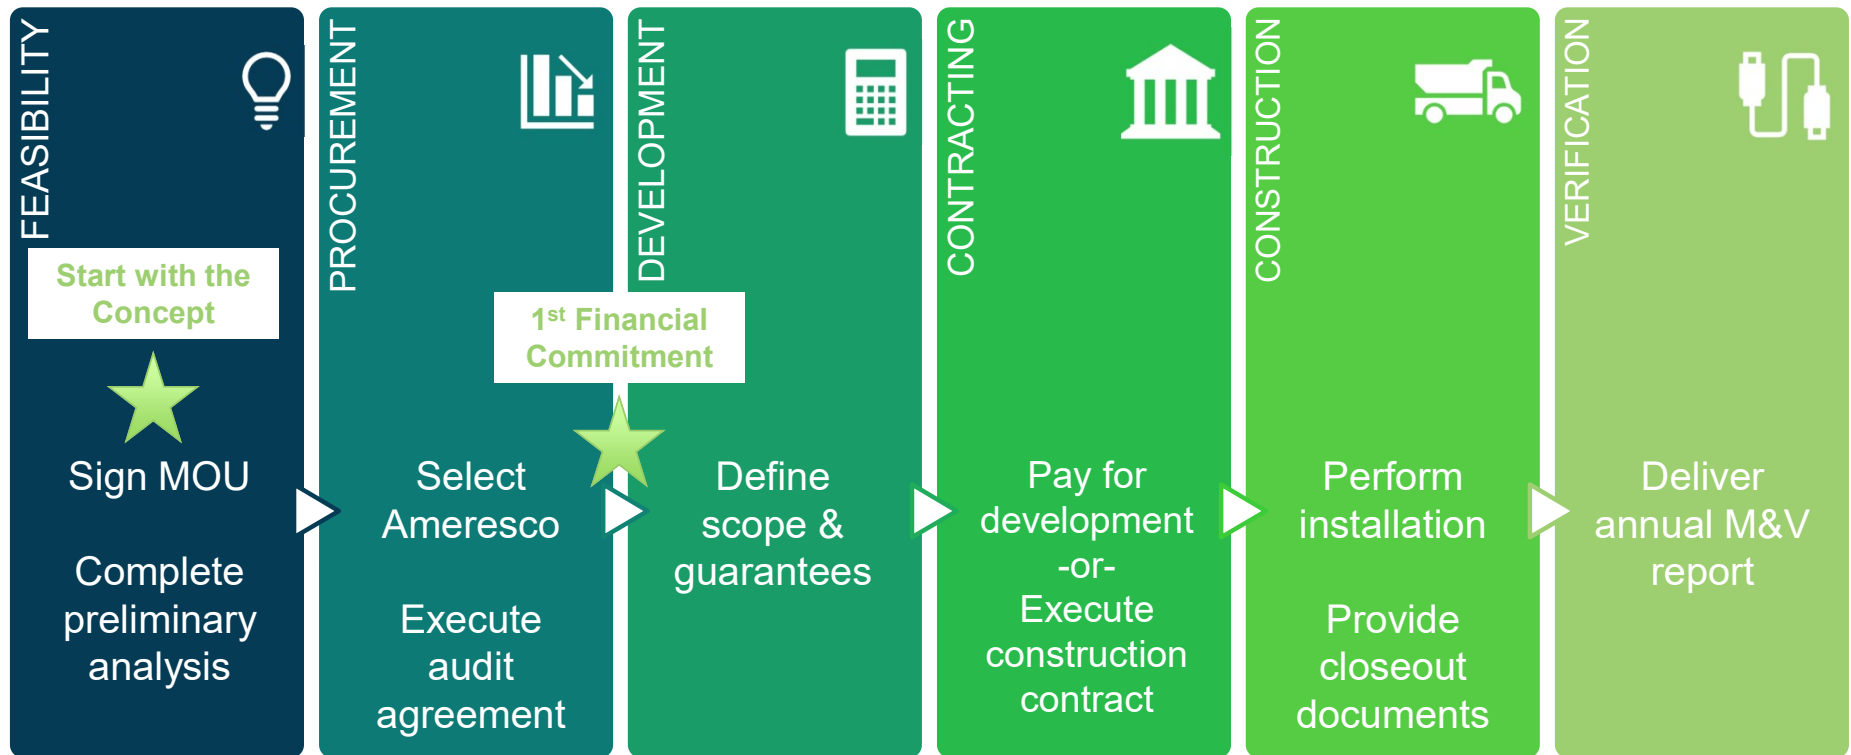 FEASIBILITY
Start with the
Concept
Sign MOU
Complete
preliminary
analysis
PROCUREMENT
1st Financial
Commitment
Select
Ameresco
Execute
audit
agreement
DEVELOPMENT
Define
scope &
guarantees
CONTRACTING
Pay for
development
-or-
Execute
construction
contract
CONSTRUCTION
Perform
installation
Provide
closeout
documents
VERIFICATION
Deliver
annual M&V
report